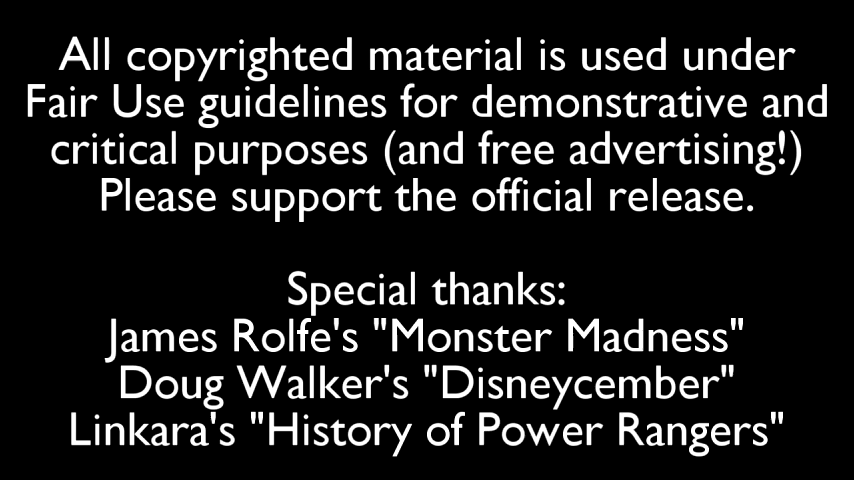 All copyrighted material is used under
Fair Use guidelines for demonstrative and
critical purposes (and free advertising!)
Please support the official release.
Special thanks:
James Rolfe's "Monster Madness"
Doug Walker's "Disneycember"
Linkara's "History of Power Rangers"